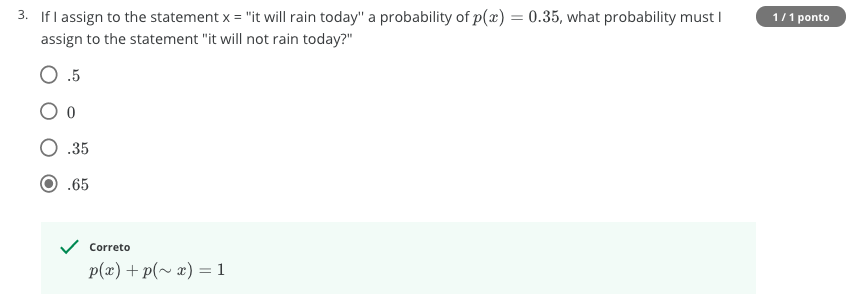 3. If I assign to the statement x = "it will rain today" a probability of p(x) = 0.35, what probability must I
1 / 1 ponto
assign to the statement "it will not rain today?"
.5
0
.35
.65
Correto
p(x) + p(∼ x) = 1